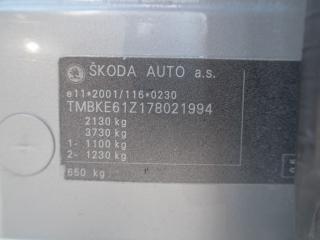 ŠKODA AUTO a.s.
e11*2001/116*0230
TMBKE61Z178021994
2130 kg
3730 kg
1- 1100 kg
2- 1230 kg
650 kg